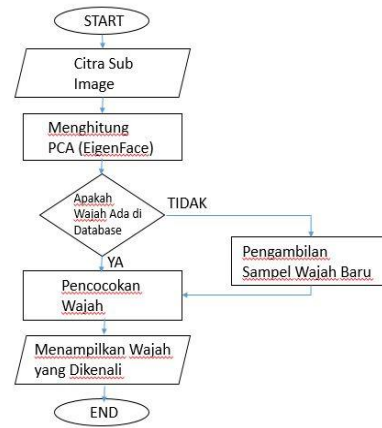 START
Citra Sub
Image
Menghitung
PCA (EigenFace)
Apakah
Wajah Ada di
Database
TIDAK
YA
Pengambilan
Sampel Wajah Baru
Pencocokan
Wajah
Menampilkan Wajah
yang Dikenali
END